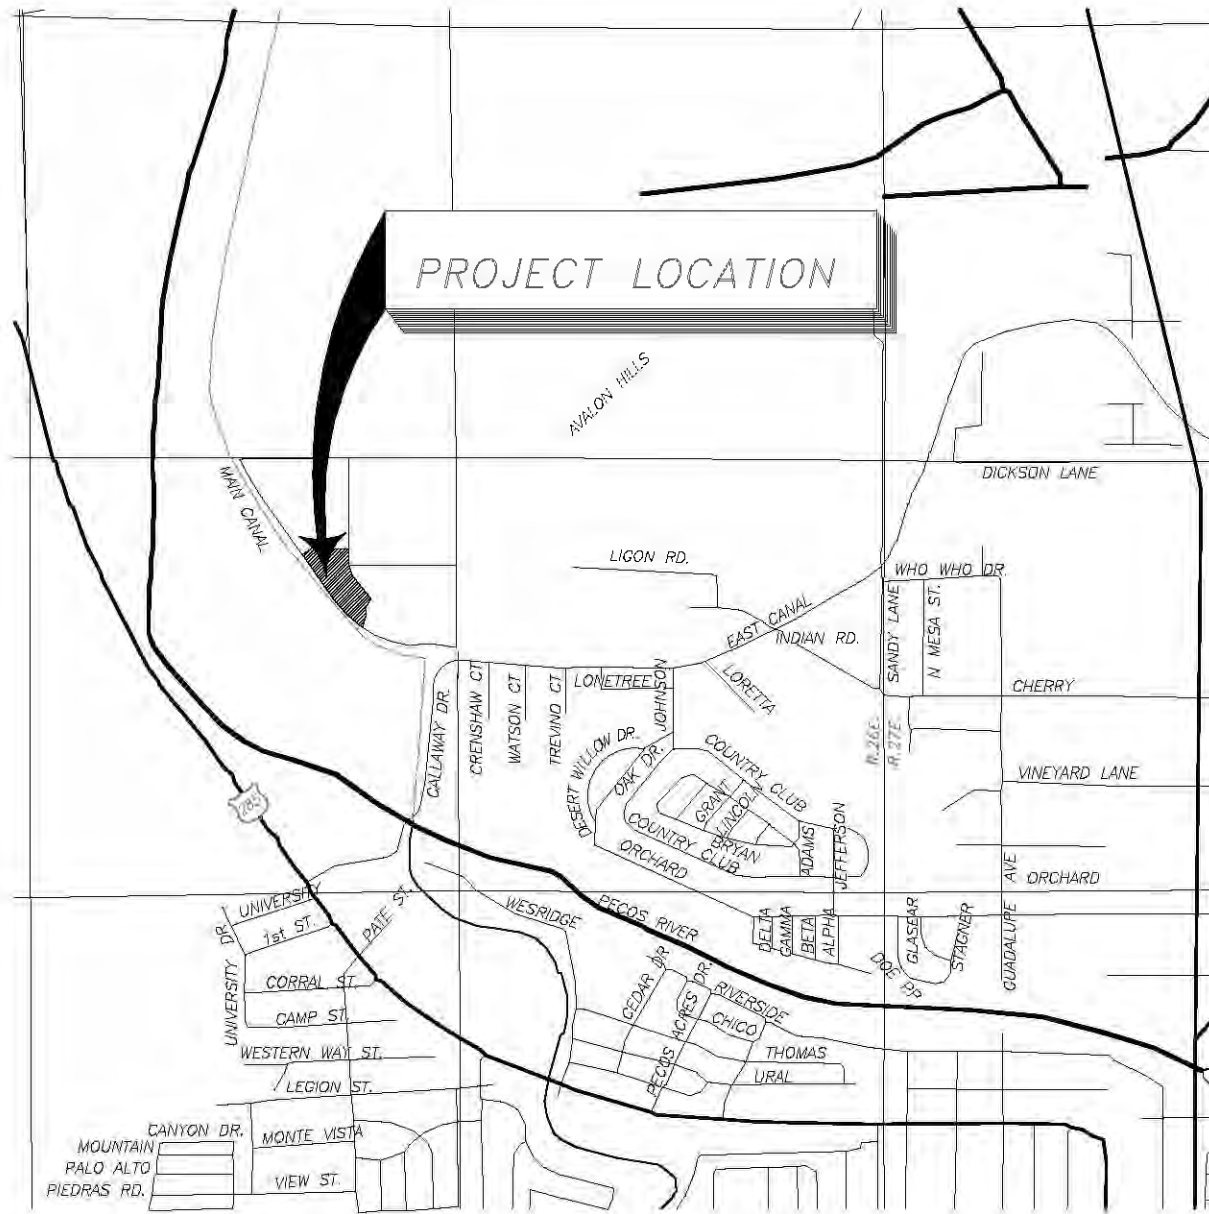 PROJECT LOCATION
AVALON HILLS
MAIN CANAL
DICKSON LANE
LIGON RD.
WHO WHO DR.
EAST CANAL
INDIAN RD.
SANDY LANE
N MESA ST.
LORETTA
LONETREE
JOHNSON
CHERRY
CALLAWAY DR.
CRENSHAW CT
WATSON CT
TREVINO CT
R.26E.
R.27E.
DESERT WILLOW DR.
OAK DR.
COUNTRY CLUB
VINEYARD LANE
285
GRANT
LINCOLN
BRYAN
COUNTRY CLUB
ORCHARD
ADAMS
JEFFERSON
ORCHARD
GUADALUPE AVE
UNIVERSITY
1st ST.
PATE ST.
WESRIDGE
PECOS RIVER
DELTA
GAMMA
BETA
ALPHA
DOE PP
GLASEAR
STAGNER
UNIVERSITY DR
CORRAL ST.
CAMP ST.
CEDAR DR
PECOS ACRES DR.
RIVERSIDE
CHICO
THOMAS
URAL
WESTERN WAY ST.
LEGION ST.
CANYON DR.
MONTE VISTA
MOUNTAIN
PALO ALTO
PIEDRAS RD.
VIEW ST.